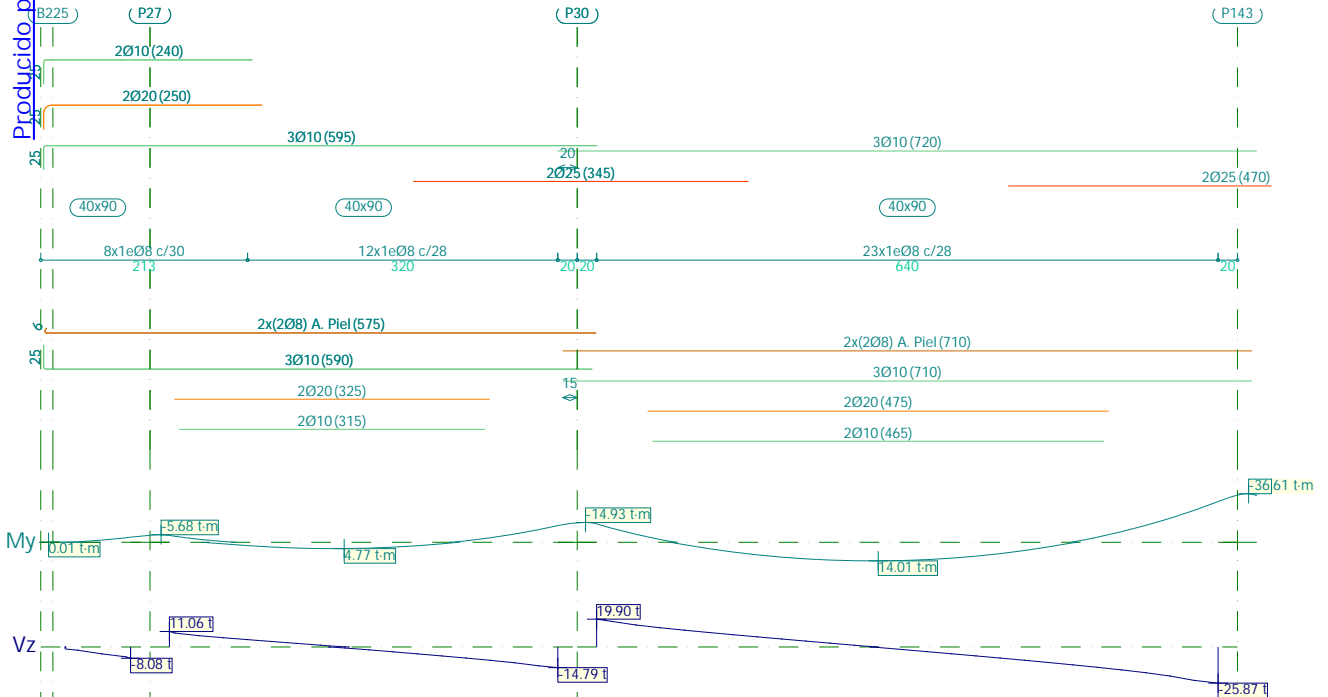 B225 P27 P30 P143
Producido p
2Ø10 (240)
25
2Ø20 (250)
25
3Ø10 (595)
3Ø10 (720)
25
20
2Ø25 (345)
2Ø25 (470)
40x90 40x90 40x90
8x1eØ8 c/30 12x1eØ8 c/28 23x1eØ8 c/28
213 320 20 20 640 20
6
2x(2Ø8) A. Piel (575)
2x(2Ø8) A. Piel (710)
25
3Ø10 (590)
3Ø10 (710)
15
2Ø20 (325)
2Ø20 (475)
2Ø10 (315)
2Ø10 (465)
-36.61 t·m
-14.93 t·m
-5.68 t·m
My
0.01 t·m
4.77 t·m
14.01 t·m
19.90 t
11.06 t
Vz
-8.08 t
-14.79 t
-25.87 t